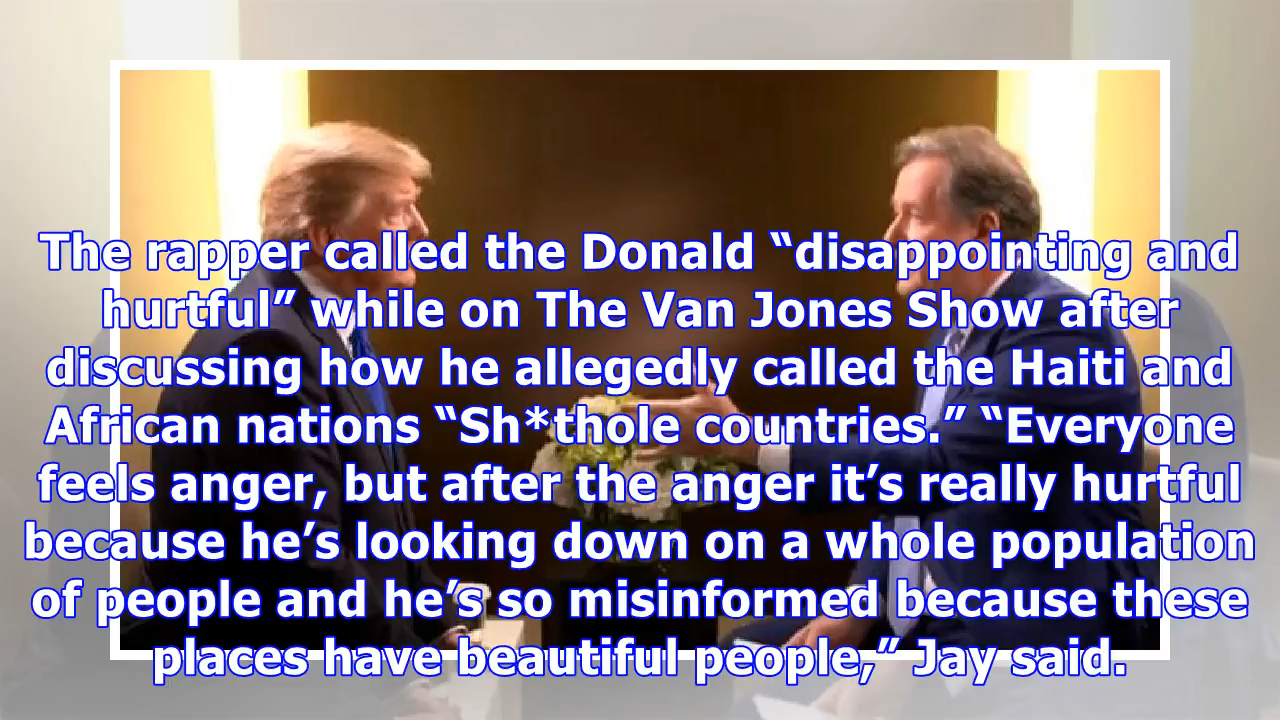 The rapper called the Donald “disappointing and
hurtful” while on The Van Jones Show after
discussing how he allegedly called the Haiti and
African nations “Sh*thole countries.” “Everyone
feels anger, but after the anger it’s really hurtful
because he’s looking down on a whole population
of people and he’s so misinformed because these
places have beautiful people,” Jay said.